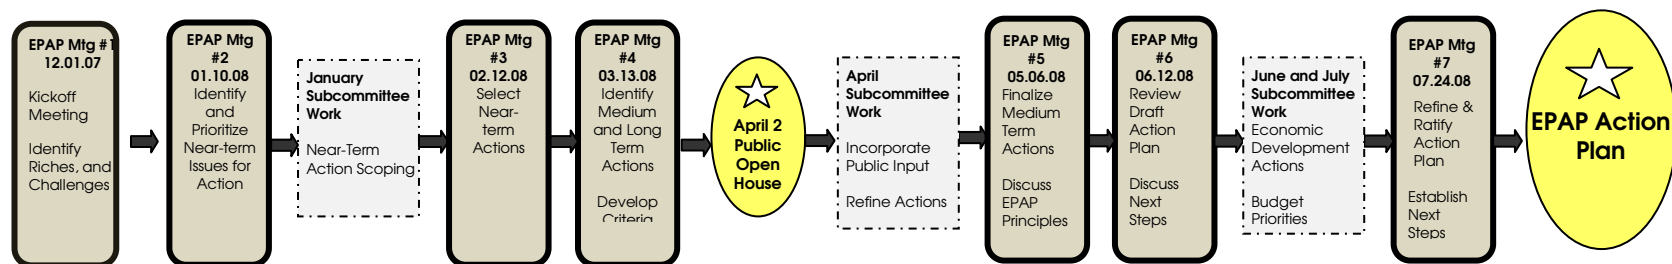 EPAP Mtg #1
12.01.07
Kickoff
Meeting
Identify
Riches, and
Challenges
EPAP Mtg
#2
01.10.08
Identify
and
Prioritize
Near-term
Issues for
Action
January
Subcommittee
Work
Near-Term
Action Scoping
EPAP Mtg
#3
02.12.08
Select
Near-
term
Actions
EPAP Mtg
#4
03.13.08
Identify
Medium
and Long
Term
Actions
Develop
Criteria
April 2
Public
Open
House
April
Subcommittee
Work
Incorporate
Public Input
Refine Actions
EPAP Mtg
#5
05.06.08
Finalize
Medium
Term
Actions
Discuss
EPAP
Principles
EPAP Mtg
#6
06.12.08
Review
Draft
Action
Plan
Discuss
Next
Steps
June and July
Subcommittee
Work
Economic
Development
Actions
Budget
Priorities
EPAP Mtg
#7
07.24.08
Refine &
Ratify
Action
Plan
Establish
Next
Steps
EPAP Action
Plan